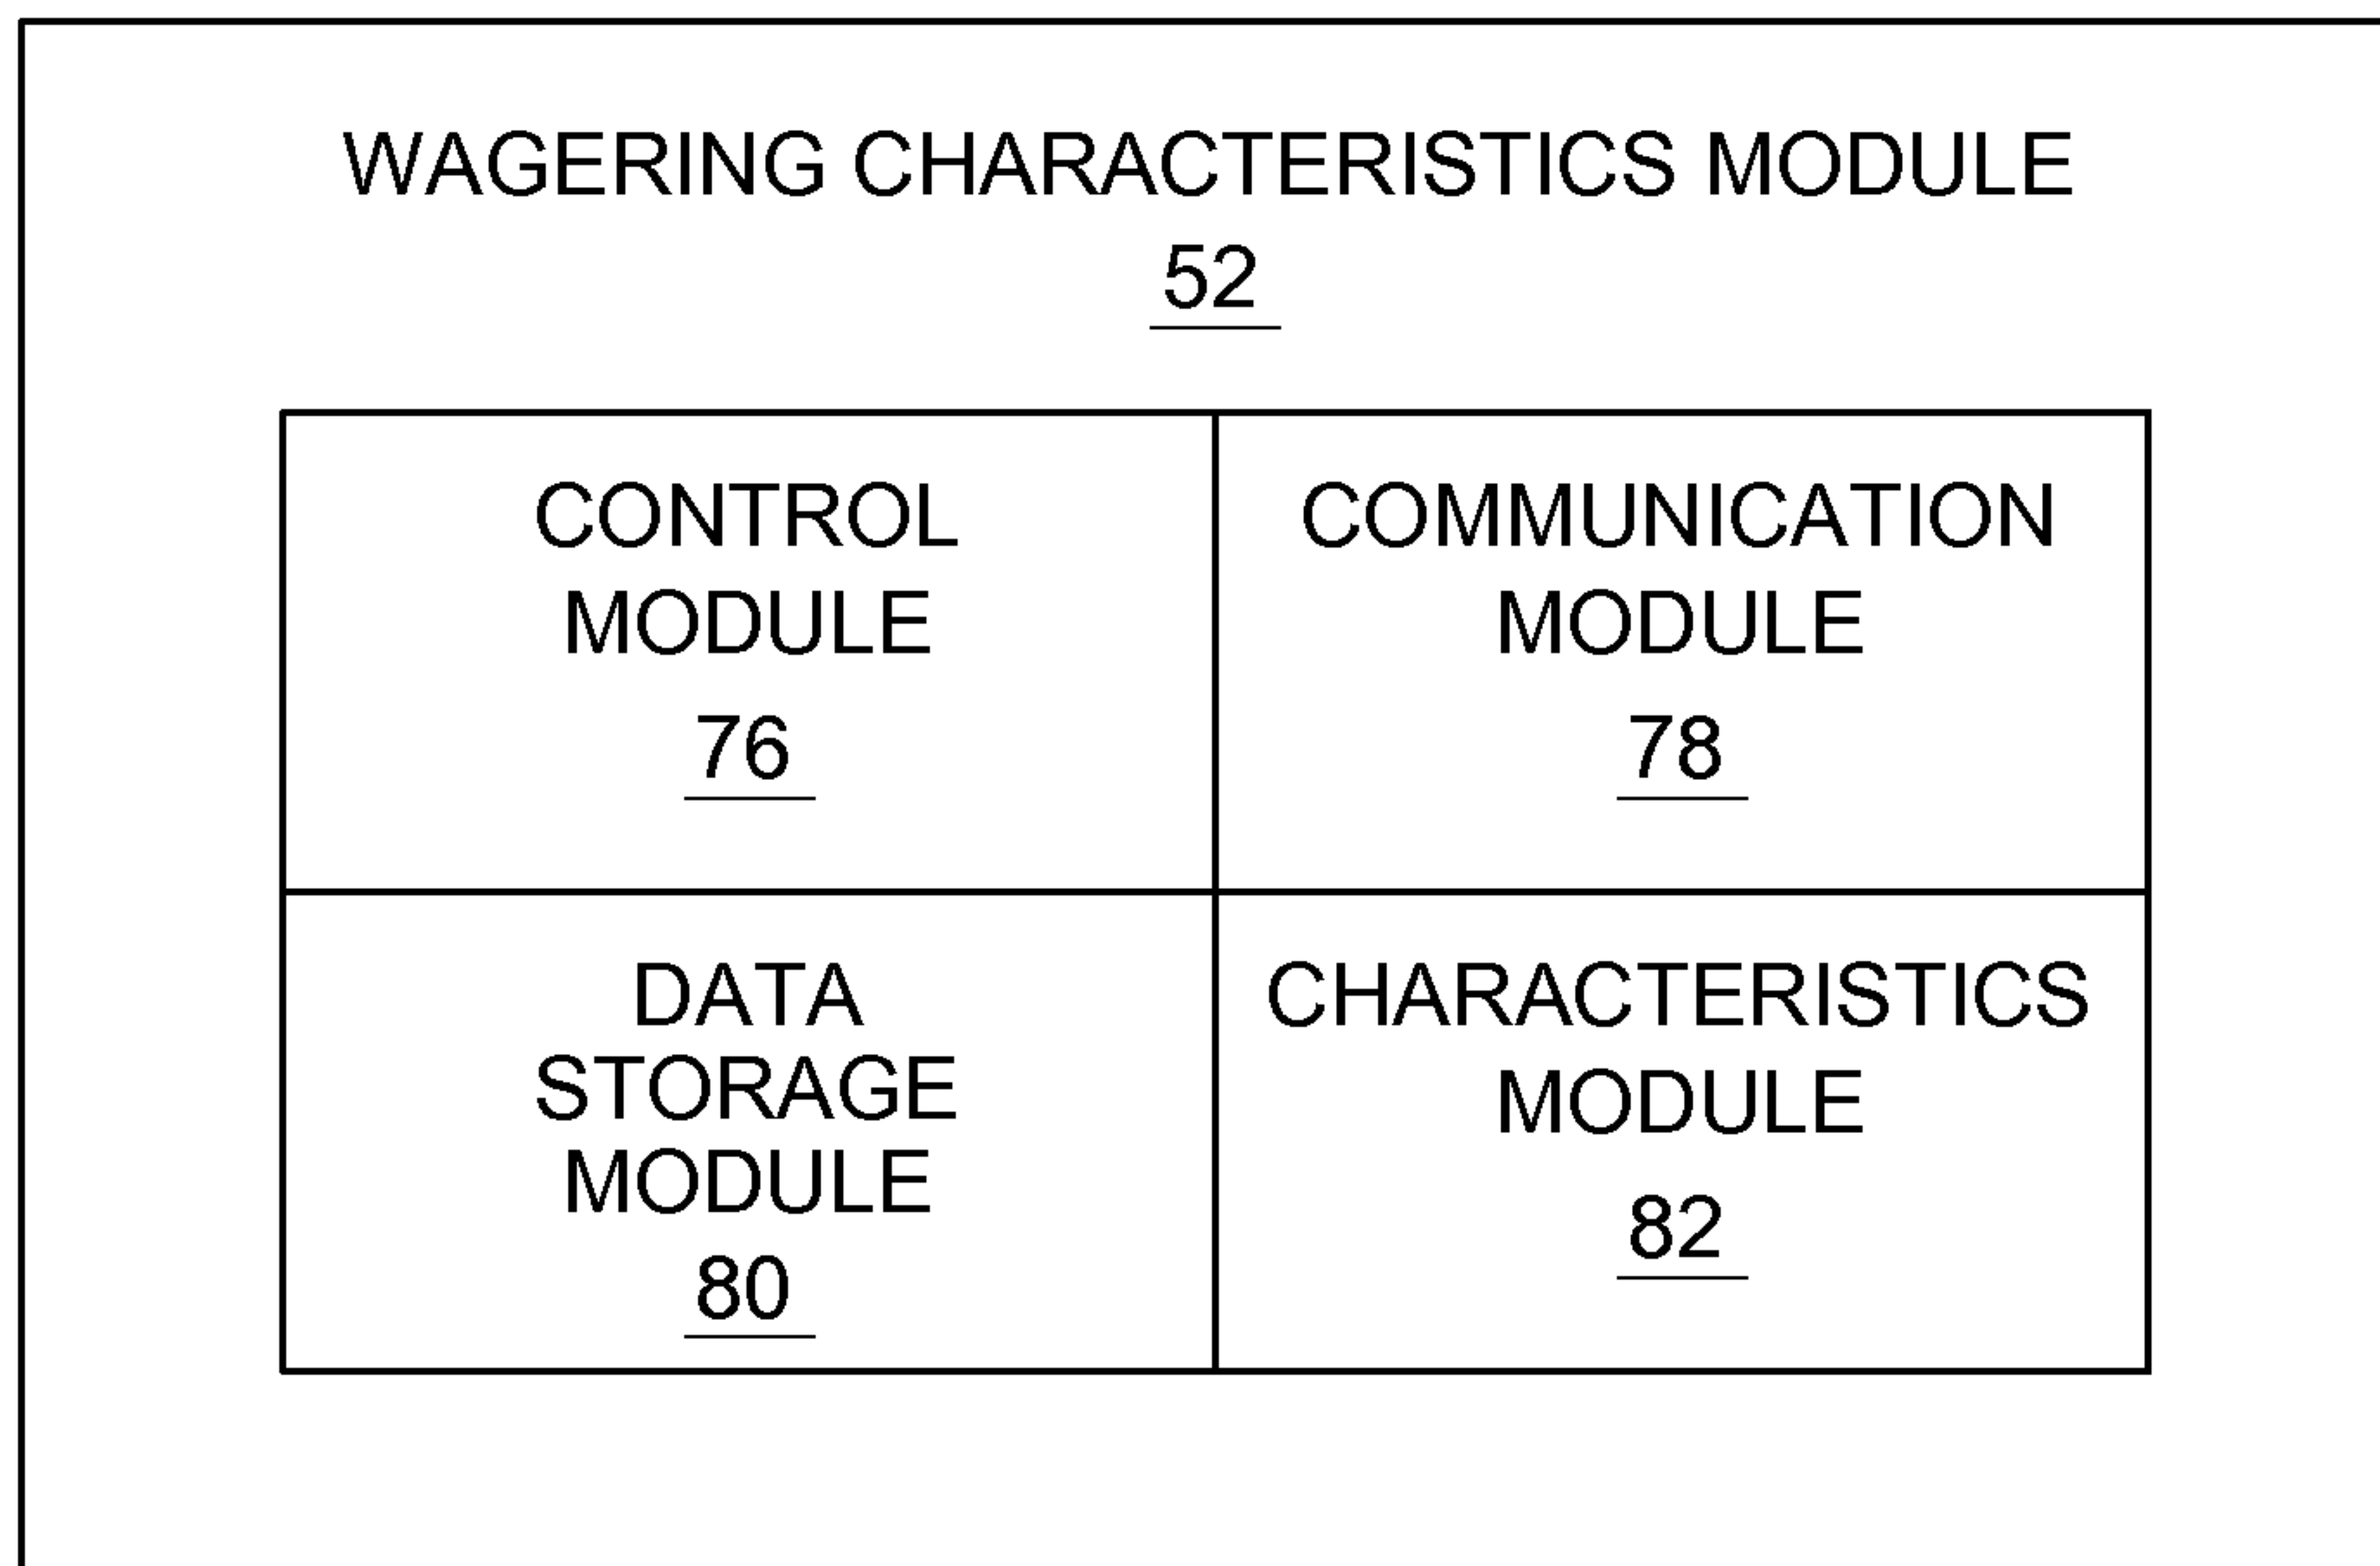 WAGERING CHARACTERISTICS MODULE
52
CONTROL
MODULE
76
COMMUNICATION
MODULE
78
DATA
STORAGE
MODULE
80
CHARACTERISTICS
MODULE
82